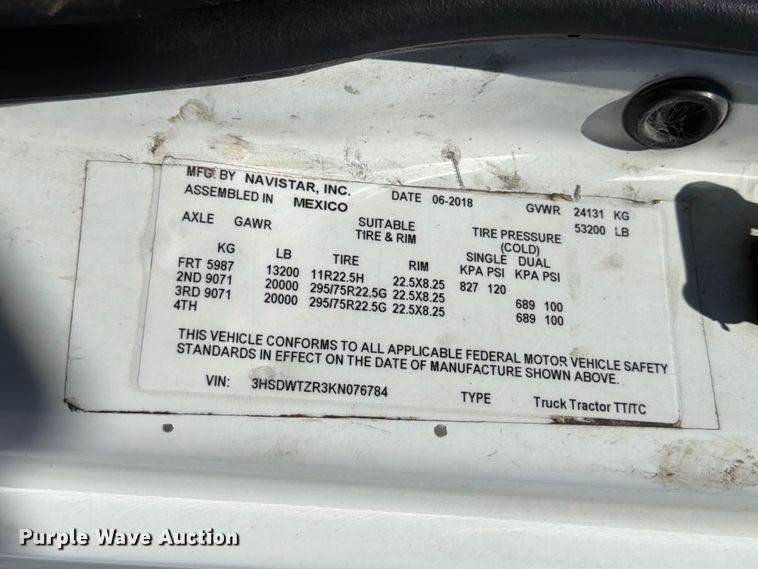 MFG. BY NAVISTAR, INC. DATE 06-2018 GVWR 24131 KG
ASSEMBLED IN MEXICO 53200 LB
AXLE GAWR SUITABLE TIRE PRESSURE
TIRE & RIM (COLD)
SINGLE DUAL
KG LB TIRE RIM KPA PSI KPA PSI
FRT 5987 13200 11R22.5H 22.5X8.25 827 120
2ND 9071 20000 295/75R22.5G 22.5X8.25 689 100
3RD 9071 20000 295/75R22.5G 22.5X8.25 689 100
4TH
THIS VEHICLE CONFORMS TO ALL APPLICABLE FEDERAL MOTOR VEHICLE SAFETY
STANDARDS IN EFFECT ON THE DATE OF MANUFACTURE SHOWN ABOVE.
VIN: 3HSDWTZR3KN076784 TYPE Truck Tractor TT/TC
Purple Wave Auction